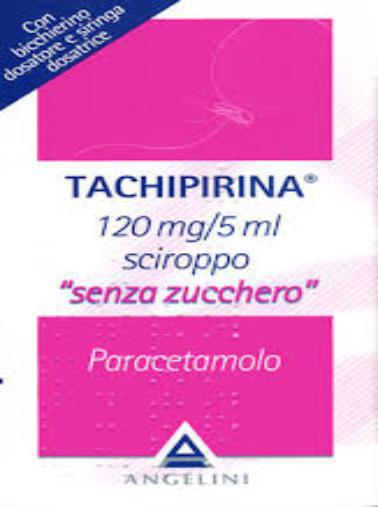 Con
bicchierino
dosatore e siringa
dosatrice
TACHIPIRINA®
120 mg/5 ml
sciroppo
"senza zucchero"
Paracetamolo
ANGELINI